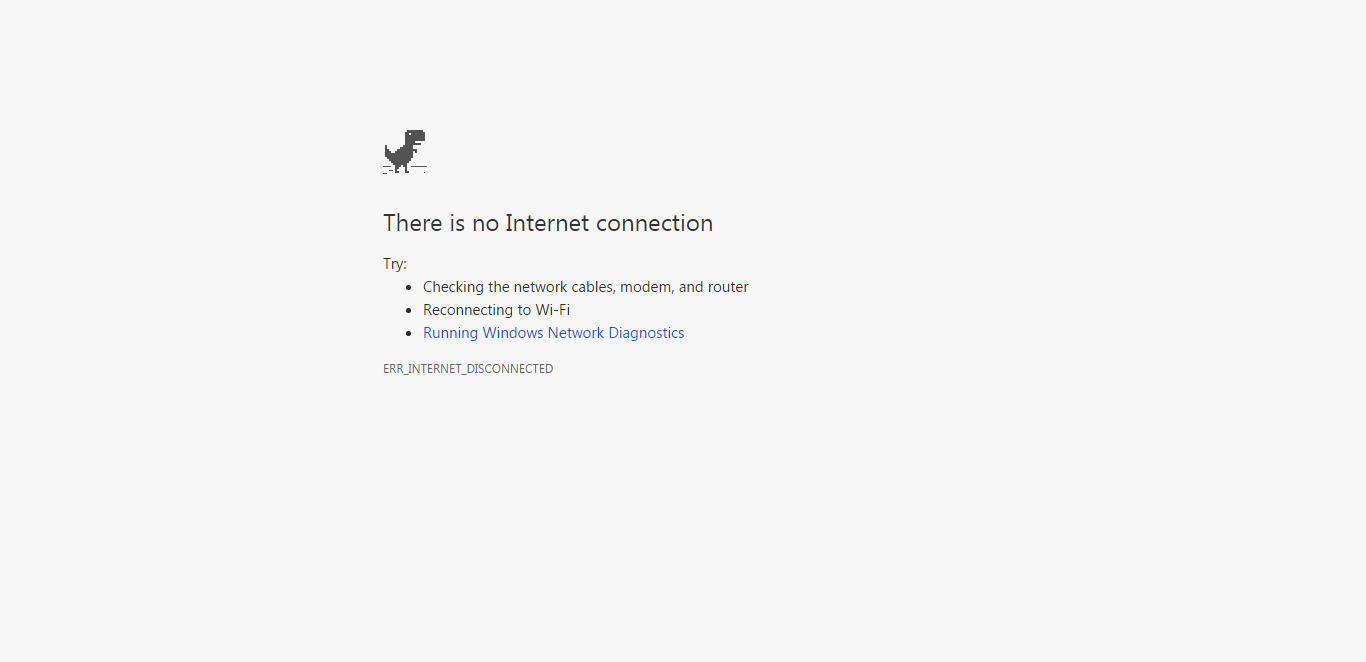 There is no Internet connection
Try:
Checking the network cables, modem, and router
Reconnecting to Wi-Fi
Running Windows Network Diagnostics
ERR_INTERNET_DISCONNECTED